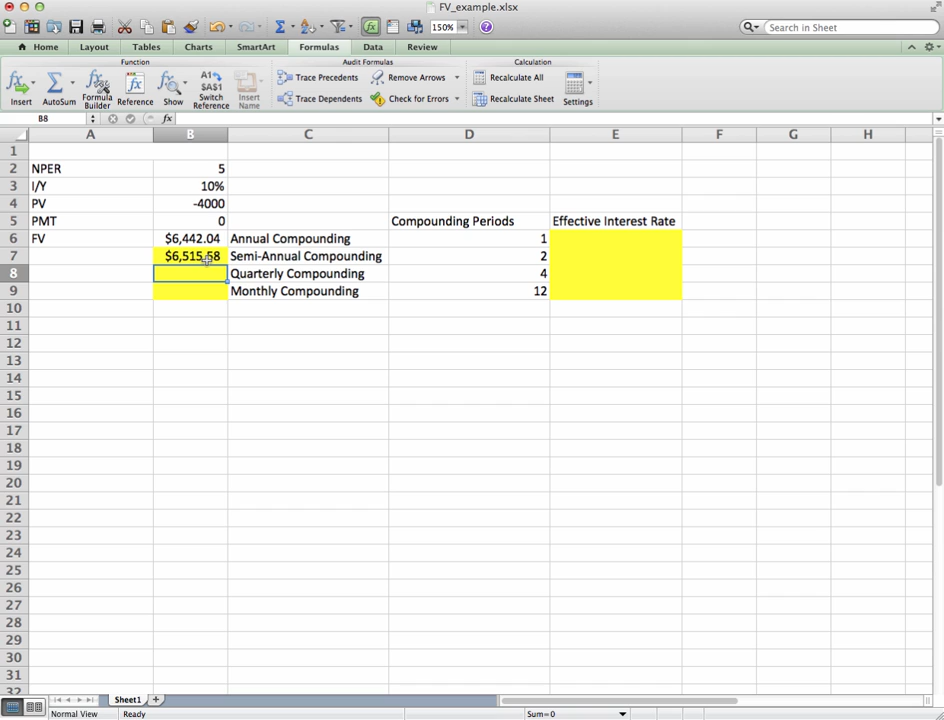 FV_example.xlsx
150%
Search in Sheet
Home Layout Tables Charts SmartArt Formulas Data Review
Function Audit Formulas Calculation
Insert AutoSum Formula Builder Reference Show A1 $A$1 Switch Reference Insert Name Trace Precedents Remove Arrows Recalculate All Settings
Trace Dependents Check for Errors Recalculate Sheet
B8 fx
A B C D E F G H
1
2 NPER 5
3 I/Y 10%
4 PV -4000
5 PMT 0 Compounding Periods Effective Interest Rate
6 FV $6,442.04 Annual Compounding 1
7 $6,515.58 Semi-Annual Compounding 2
8 Quarterly Compounding 4
9 Monthly Compounding 12
10
11
12
13
14
15
16
17
18
19
20
21
22
23
24
25
26
27
28
29
30
31
32
Sheet1
Normal View Ready Sum=0